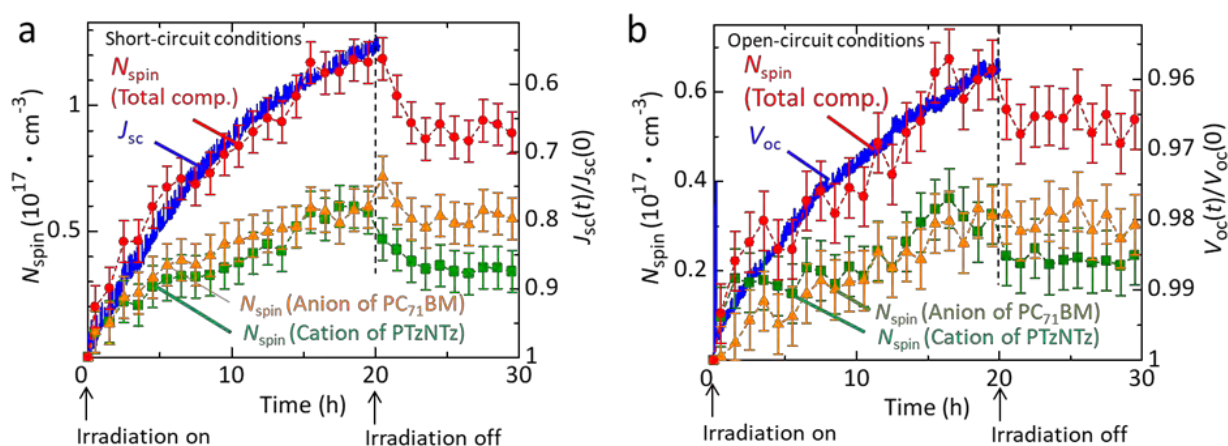 a
Short-circuit conditions
N_spin
(Total comp.)
J_sc
N_spin (Anion of PC₇₁BM)
N_spin (Cation of PTzNTz)
N_spin (10¹⁷・cm⁻³)
1
0.5
J_sc(t)/J_sc(0)
0.6
0.7
0.8
0.9
1
0
10
20
30
Time (h)
Irradiation on
Irradiation off
b
Open-circuit conditions
N_spin
(Total comp.)
V_oc
N_spin (Anion of PC₇₁BM)
N_spin (Cation of PTzNTz)
N_spin (10¹⁷・cm⁻³)
0.6
0.4
0.2
0
V_oc(t)/V_oc(0)
0.96
0.97
0.98
0.99
1
0
10
20
30
Time (h)
Irradiation on
Irradiation off